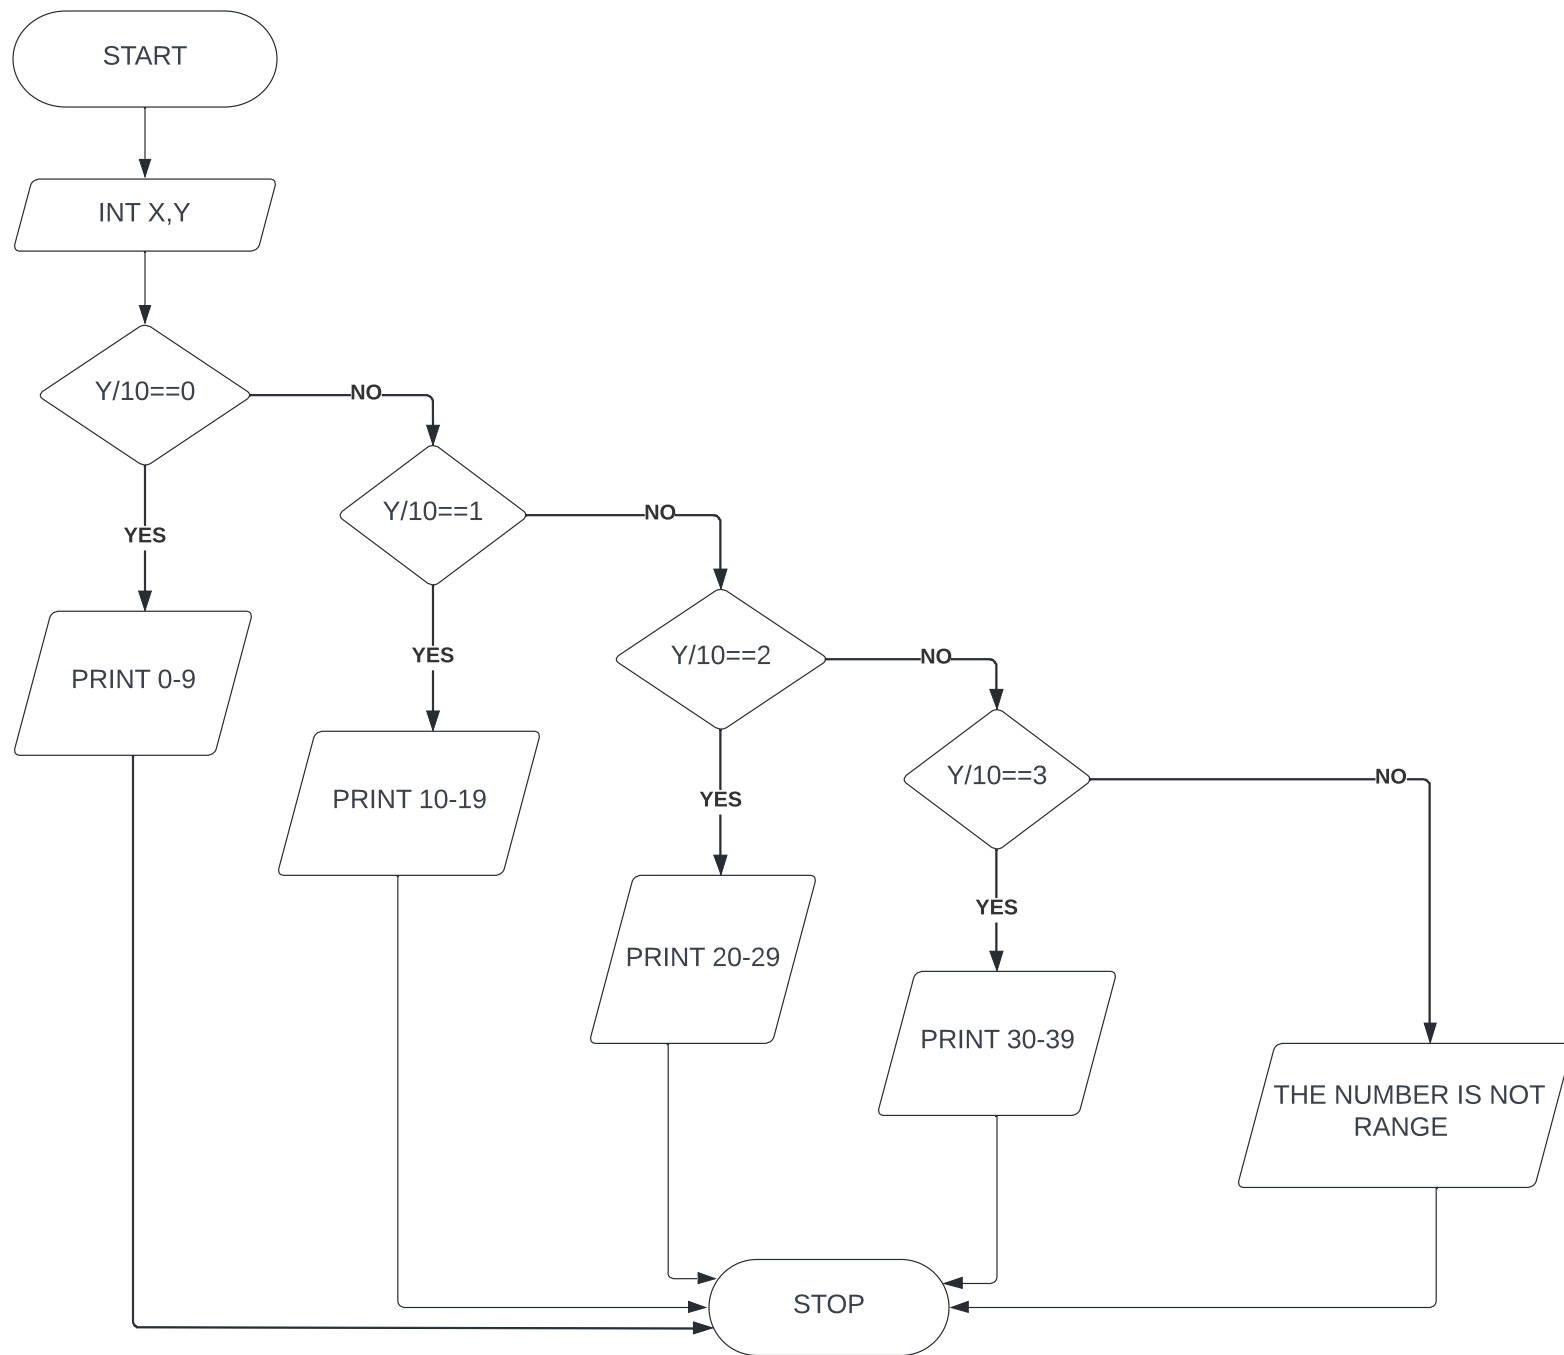 START
INT X,Y
Y/10==0
NO
YES
Y/10==1
NO
YES
Y/10==2
NO
YES
Y/10==3
NO
YES
PRINT 0-9
PRINT 10-19
PRINT 20-29
PRINT 30-39
THE NUMBER IS NOT
RANGE
STOP